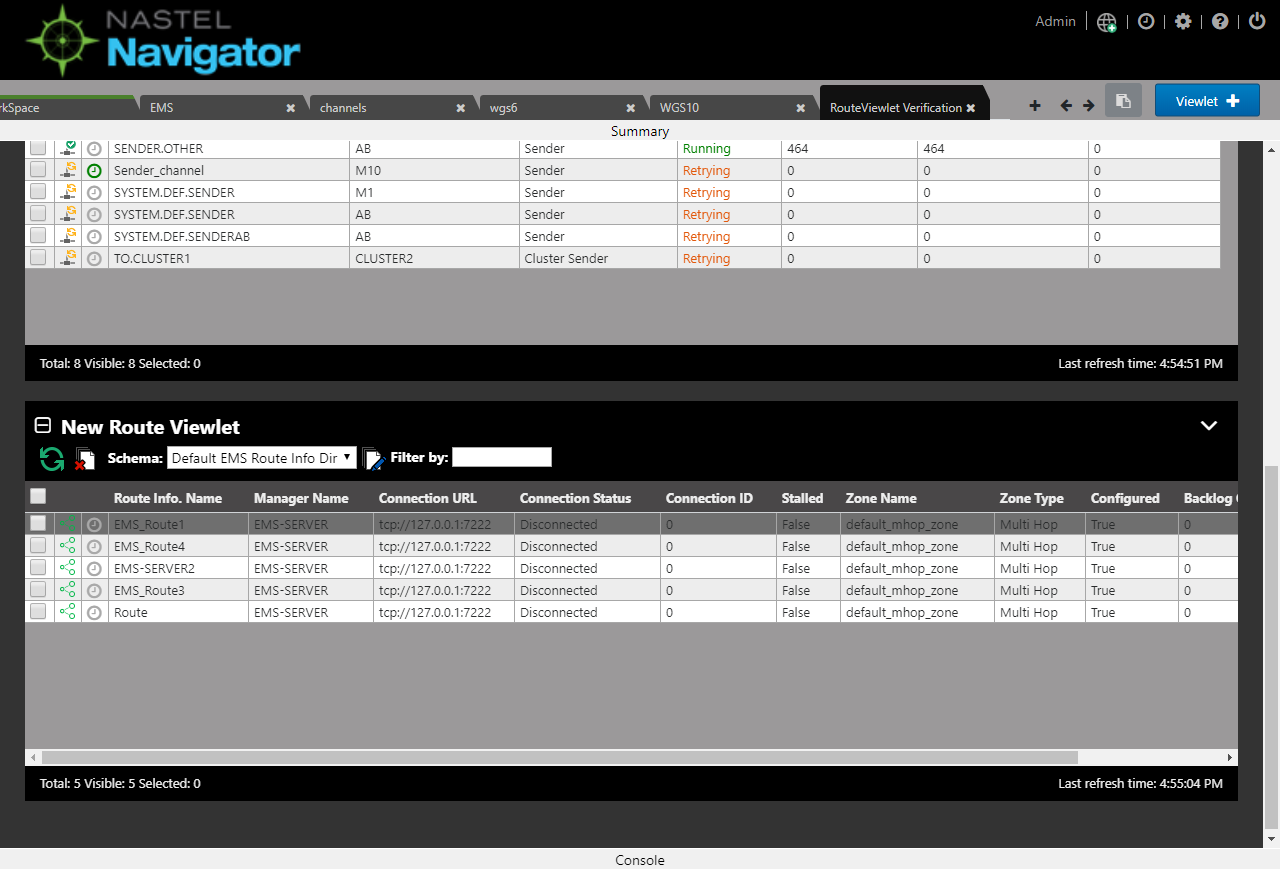 NASTEL
Navigator
Admin
rkSpace EMS channels wgs6 WGS10 RouteViewlet Verification Viewlet
Summary
SENDER.OTHER AB Sender Running 464 464 0
Sender_channel M10 Sender Retrying 0 0 0
SYSTEM.DEF.SENDER M1 Sender Retrying 0 0 0
SYSTEM.DEF.SENDER AB Sender Retrying 0 0 0
SYSTEM.DEF.SENDERAB AB Sender Retrying 0 0 0
TO.CLUSTER1 CLUSTER2 Cluster Sender Retrying 0 0 0
Total: 8 Visible: 8 Selected: 0 Last refresh time: 4:54:51 PM
New Route Viewlet
Schema: Default EMS Route Info Dir Filter by:
Route Info. Name Manager Name Connection URL Connection Status Connection ID Stalled Zone Name Zone Type Configured Backlog
EMS_Route1 EMS-SERVER tcp://127.0.0.1:7222 Disconnected 0 False default_mhop_zone Multi Hop True 0
EMS_Route4 EMS-SERVER tcp://127.0.0.1:7222 Disconnected 0 False default_mhop_zone Multi Hop True 0
EMS-SERVER2 EMS-SERVER tcp://127.0.0.1:7222 Disconnected 0 False default_mhop_zone Multi Hop True 0
EMS_Route3 EMS-SERVER tcp://127.0.0.1:7222 Disconnected 0 False default_mhop_zone Multi Hop True 0
Route EMS-SERVER tcp://127.0.0.1:7222 Disconnected 0 False default_mhop_zone Multi Hop True 0
Total: 5 Visible: 5 Selected: 0 Last refresh time: 4:55:04 PM
Console